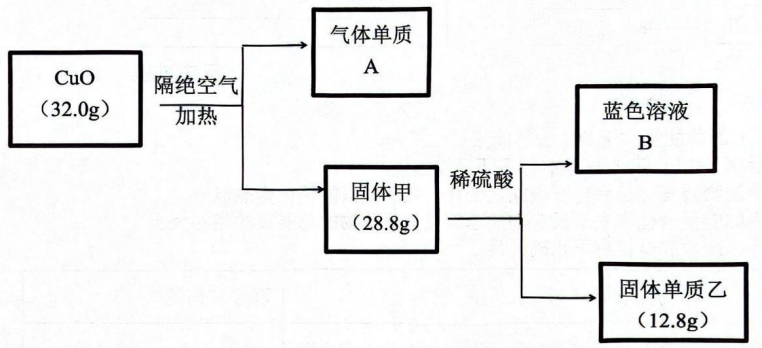 气体单质
A
CuO
（32.0g）
隔绝空气
加热
蓝色溶液
B
固体甲
（28.8g）
稀硫酸
固体单质乙
（12.8g）